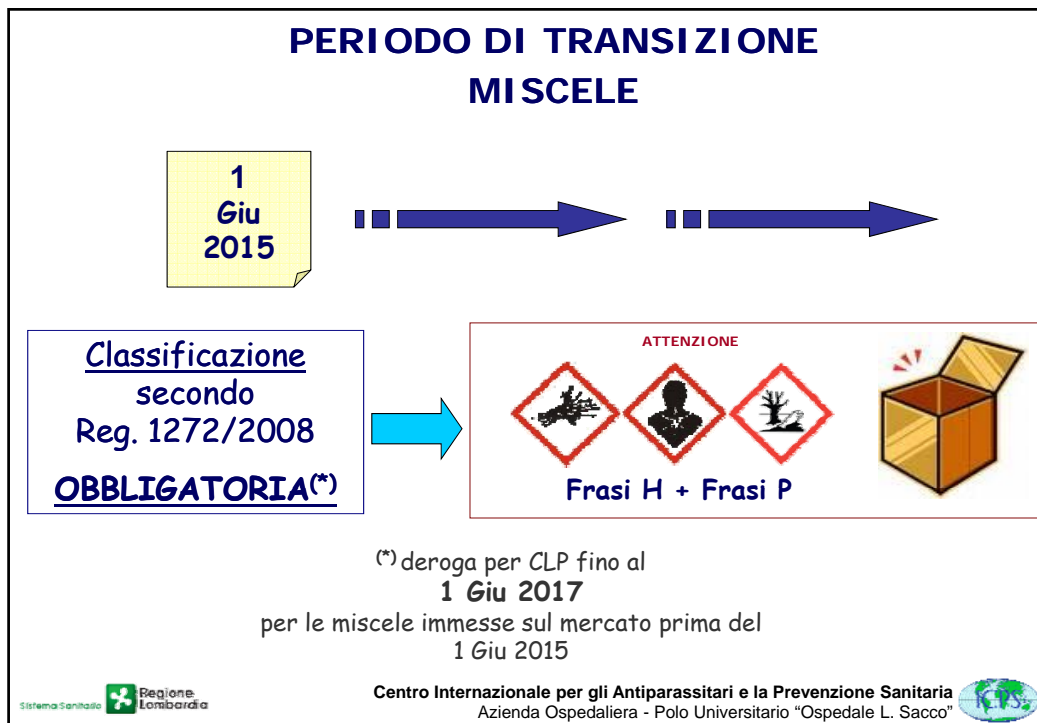 PERIODO DI TRANSIZIONE
MISCELE
1
Giu
2015
Classificazione
secondo
Reg. 1272/2008
OBBLIGATORIA(*)
ATTENZIONE
Frasi H + Frasi P
(*) deroga per CLP fino al
1 Giu 2017
per le miscele immesse sul mercato prima del
1 Giu 2015
Sistema Sanitario
Regione
Lombardia
Centro Internazionale per gli Antiparassitari e la Prevenzione Sanitaria
Azienda Ospedaliera - Polo Universitario “Ospedale L. Sacco”
ICPS